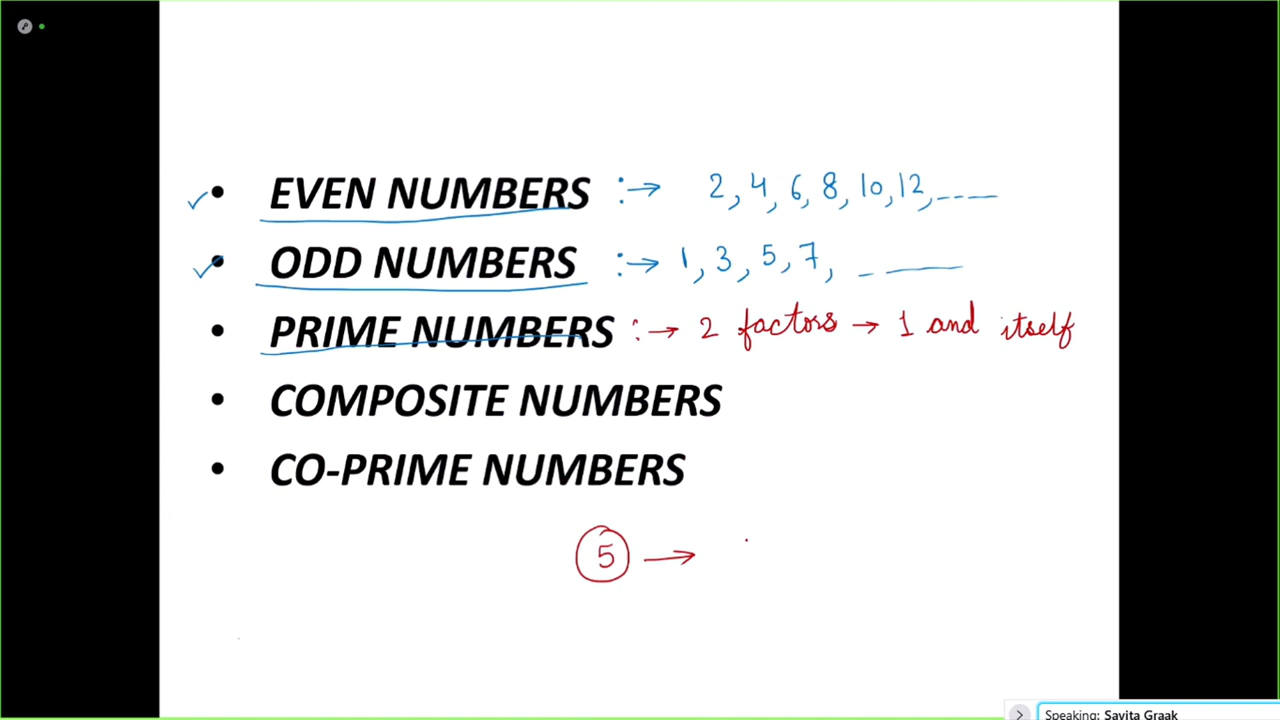 • EVEN NUMBERS :→ 2, 4, 6, 8, 10, 12, ----
• ODD NUMBERS :→ 1, 3, 5, 7, - ——
• PRIME NUMBERS :→ 2 factors → 1 and itself
• COMPOSITE NUMBERS
• CO-PRIME NUMBERS
5 →
Speaking: Savita Graak